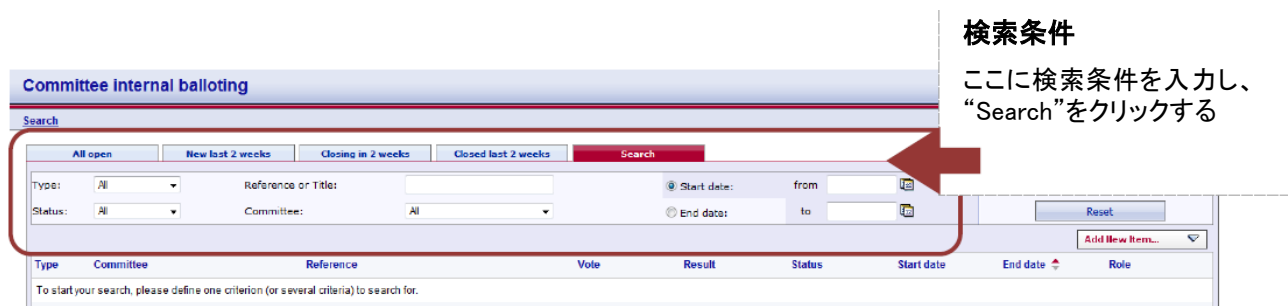 検索条件
ここに検索条件を入力し、
“Search”をクリックする
Committee internal balloting
Search
All open New last 2 weeks Closing in 2 weeks Closed last 2 weeks Search
Type: All Reference or Title: Start date: from
Status: All Committee: All End date: to Reset
Add New Item...
Type Committee Reference Vote Result Status Start date End date Role
To start your search, please define one criterion (or several criteria) to search for.